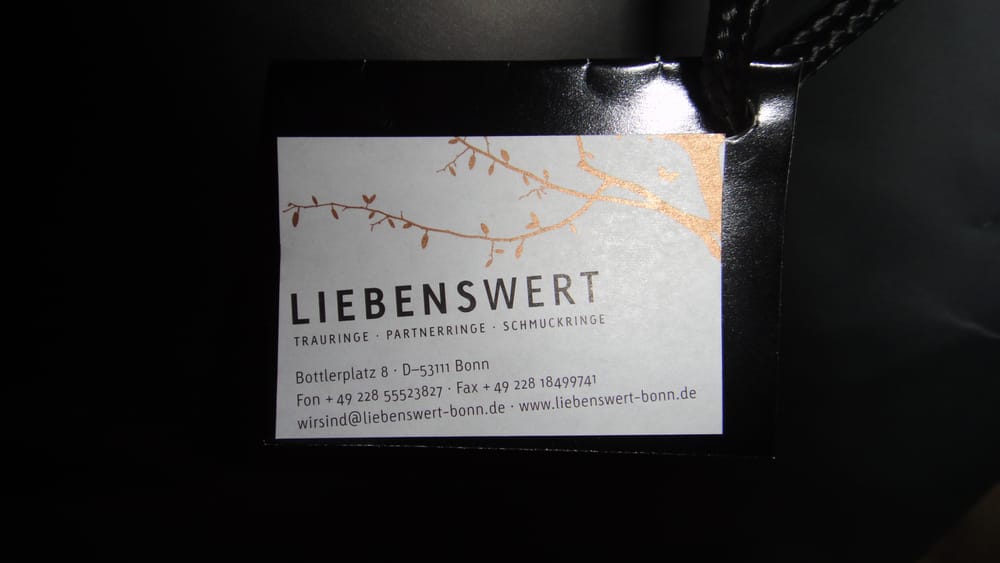 LIEBENSWERT
TRAURINGE · PARTNERRINGE · SCHMUCKRINGE
Bottlerplatz 8 · D–53111 Bonn
Fon + 49 228 55523827 · Fax + 49 228 18499741
wirsind@liebenswert-bonn.de · www.liebenswert-bonn.de